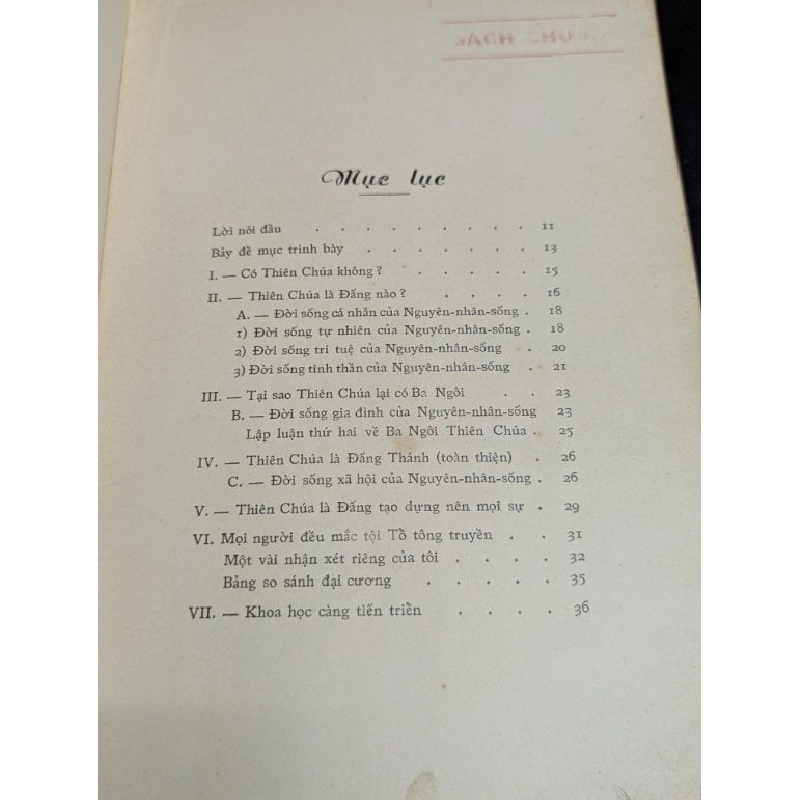 Mục lục
Lời nói đầu . . . . . . . . 11
Bảy đề mục trình bày . . . . . . 13
I. — Có Thiên Chúa không ? . . . . . 15
II. — Thiên Chúa là Đấng nào ? . . . . 16
A. — Đời sống cá nhân của Nguyên-nhân-sống . 18
1) Đời sống tự nhiên của Nguyên-nhân-sống . 18
2) Đời sống trí tuệ của Nguyên-nhân-sống . 20
3) Đời sống tinh thần của Nguyên-nhân-sống . 21
III. — Tại sao Thiên Chúa lại có Ba Ngôi . . 23
B. — Đời sống gia đình của Nguyên-nhân-sống 23
Lập luận thứ hai về Ba Ngôi Thiên Chúa . 25
IV. — Thiên Chúa là Đấng Thánh (toàn thiện) . 26
C. — Đời sống xã hội của Nguyên-nhân-sống . 26
V. — Thiên Chúa là Đấng tạo dựng nên mọi sự . 29
VI. Mọi người đều mắc tội Tổ tông truyền . . 31
Một vài nhận xét riêng của tôi . . . . 32
Bảng so sánh đại cương . . . . . 35
VII. — Khoa học càng tiến triển . . . . 36